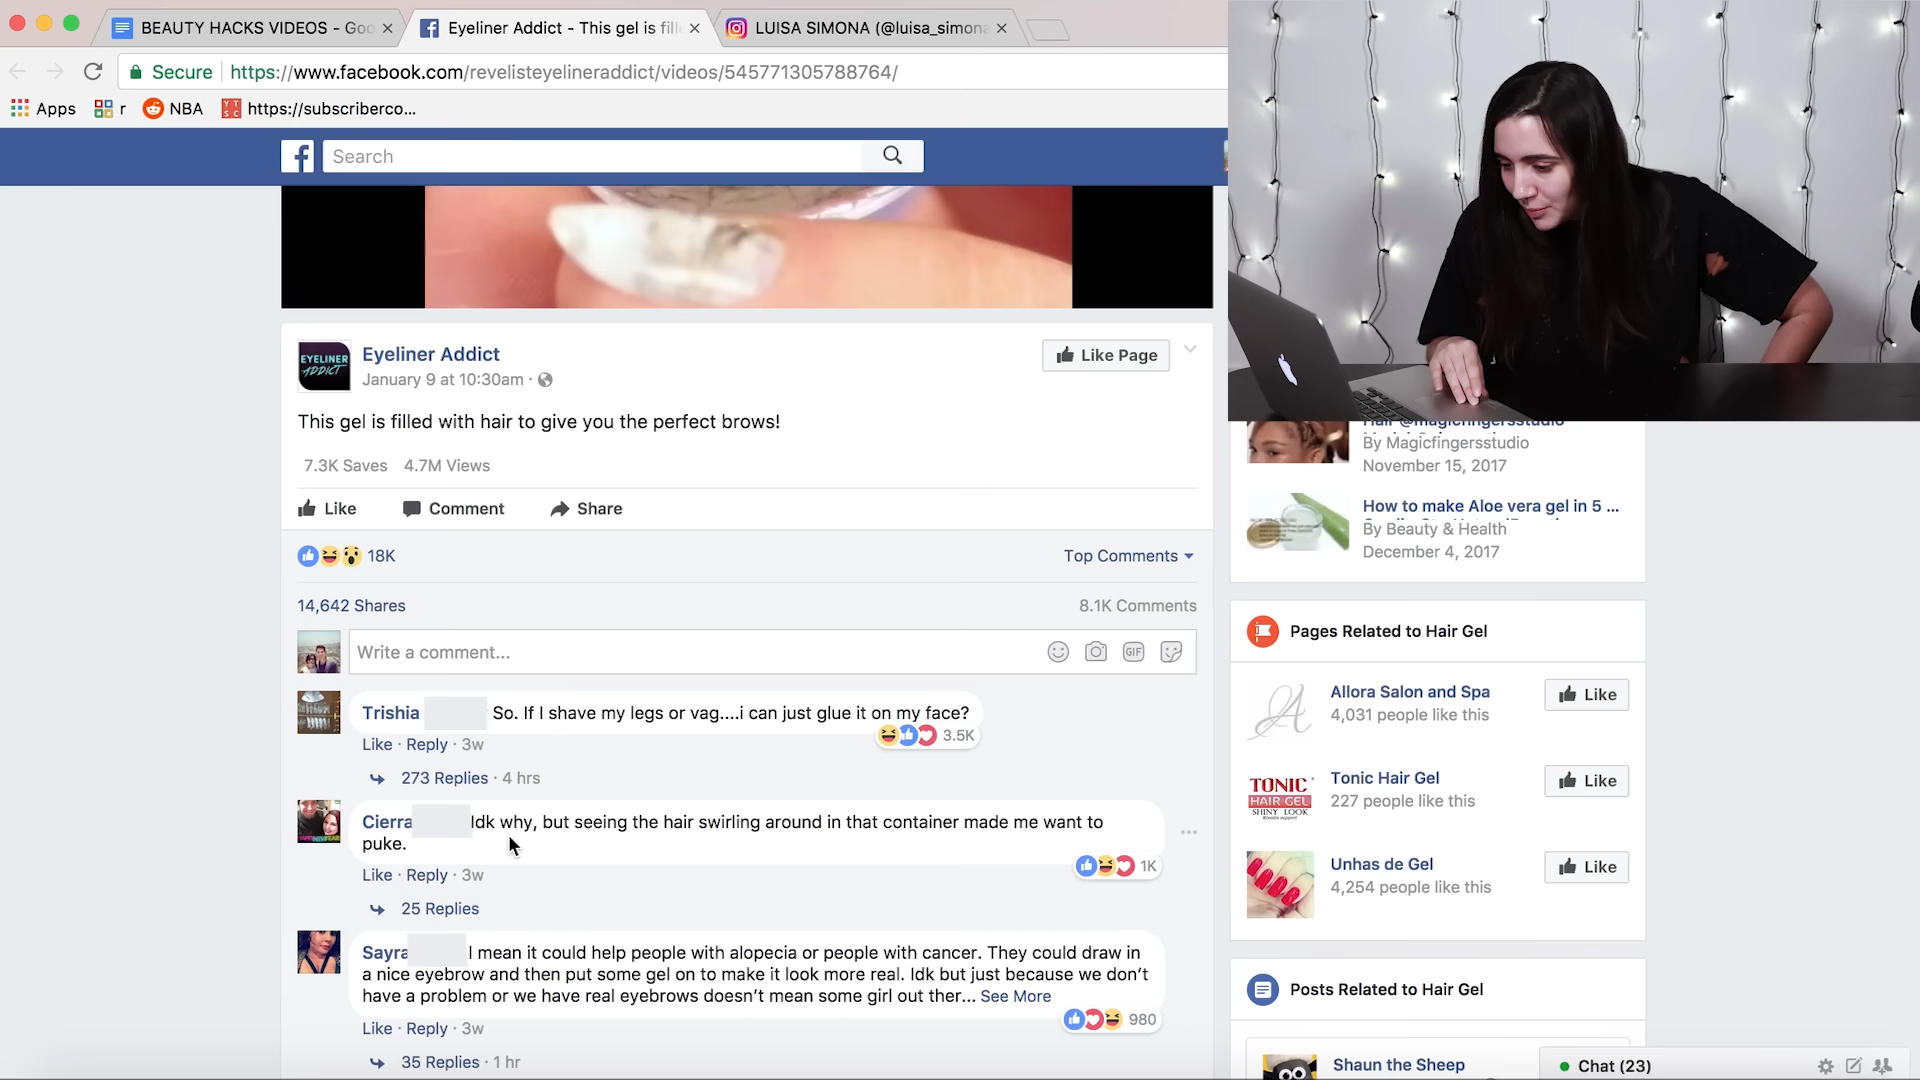 BEAUTY HACKS VIDEOS - Goo
Eyeliner Addict - This gel is fill
LUISA SIMONA (@luisa_simona
Secure https://www.facebook.com/revelisteyelineraddict/videos/545771305788764/
Apps r NBA https://subscriberco...
Search
EYELINER ADDICT
Eyeliner Addict
January 9 at 10:30am ·
Like Page
This gel is filled with hair to give you the perfect brows!
7.3K Saves 4.7M Views
Like Comment Share
18K
Top Comments
14,642 Shares
8.1K Comments
Write a comment...
GIF
Trishia So. If I shave my legs or vag....i can just glue it on my face?
3.5K
Like · Reply · 3w
273 Replies · 4 hrs
Cierra Idk why, but seeing the hair swirling around in that container made me want to
puke.
1K
Like · Reply · 3w
25 Replies
Sayra I mean it could help people with alopecia or people with cancer. They could draw in
a nice eyebrow and then put some gel on to make it look more real. Idk but just because we don't
have a problem or we have real eyebrows doesn't mean some girl out ther... See More
980
Like · Reply · 3w
35 Replies · 1 hr
Hair @magicfingersstudio
By Magicfingersstudio
November 15, 2017
How to make Aloe vera gel in 5 ...
By Beauty & Health
December 4, 2017
Pages Related to Hair Gel
Allora Salon and Spa
4,031 people like this
Like
TONIC
HAIR GEL
SHINY LOOK
Tonic Hair Gel
227 people like this
Like
Unhas de Gel
4,254 people like this
Like
Posts Related to Hair Gel
Shaun the Sheep
Chat (23)